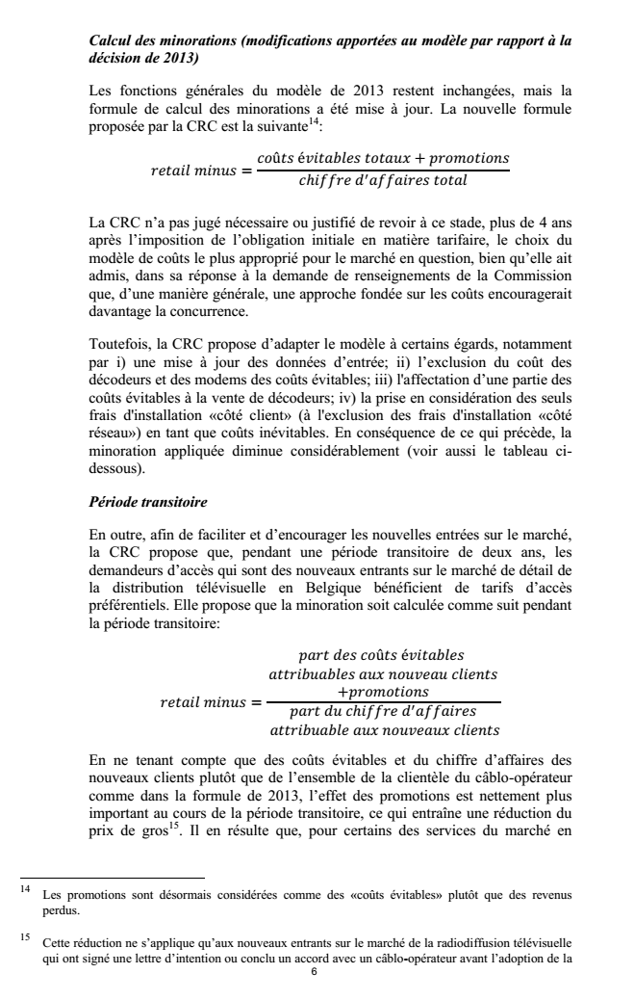 Calcul des minorations (modifications apportées au modèle par rapport à la
décision de 2013)
Les fonctions générales du modèle de 2013 restent inchangées, mais la
formule de calcul des minorations a été mise à jour. La nouvelle formule
proposée par la CRC est la suivante14:
retail minus = coûts évitables totaux + promotions
chiffre d'affaires total
La CRC n’a pas jugé nécessaire ou justifié de revoir à ce stade, plus de 4 ans
après l’imposition de l’obligation initiale en matière tarifaire, le choix du
modèle de coûts le plus approprié pour le marché en question, bien qu’elle ait
admis, dans sa réponse à la demande de renseignements de la Commission
que, d’une manière générale, une approche fondée sur les coûts encouragerait
davantage la concurrence.
Toutefois, la CRC propose d’adapter le modèle à certains égards, notamment
par i) une mise à jour des données d’entrée; ii) l’exclusion du coût des
décodeurs et des modems des coûts évitables; iii) l'affectation d’une partie des
coûts évitables à la vente de décodeurs; iv) la prise en considération des seuls
frais d'installation «côté client» (à l'exclusion des frais d'installation «côté
réseau») en tant que coûts inévitables. En conséquence de ce qui précède, la
minoration appliquée diminue considérablement (voir aussi le tableau ci-
dessous).
Période transitoire
En outre, afin de faciliter et d’encourager les nouvelles entrées sur le marché,
la CRC propose que, pendant une période transitoire de deux ans, les
demandeurs d’accès qui sont des nouveaux entrants sur le marché de détail de
la distribution télévisuelle en Belgique bénéficient de tarifs d’accès
préférentiels. Elle propose que la minoration soit calculée comme suit pendant
la période transitoire:
part des coûts évitables
attribuables aux nouveau clients
+promotions
retail minus =
part du chiffre d'affaires
attribuable aux nouveaux clients
En ne tenant compte que des coûts évitables et du chiffre d’affaires des
nouveaux clients plutôt que de l’ensemble de la clientèle du câblo-opérateur
comme dans la formule de 2013, l’effet des promotions est nettement plus
important au cours de la période transitoire, ce qui entraîne une réduction du
prix de gros15. Il en résulte que, pour certains des services du marché en
14 Les promotions sont désormais considérées comme des «coûts évitables» plutôt que des revenus
perdus.
15 Cette réduction ne s’applique qu’aux nouveaux entrants sur le marché de la radiodiffusion télévisuelle
qui ont signé une lettre d’intention ou conclu un accord avec un câblo-opérateur avant l’adoption de la
6